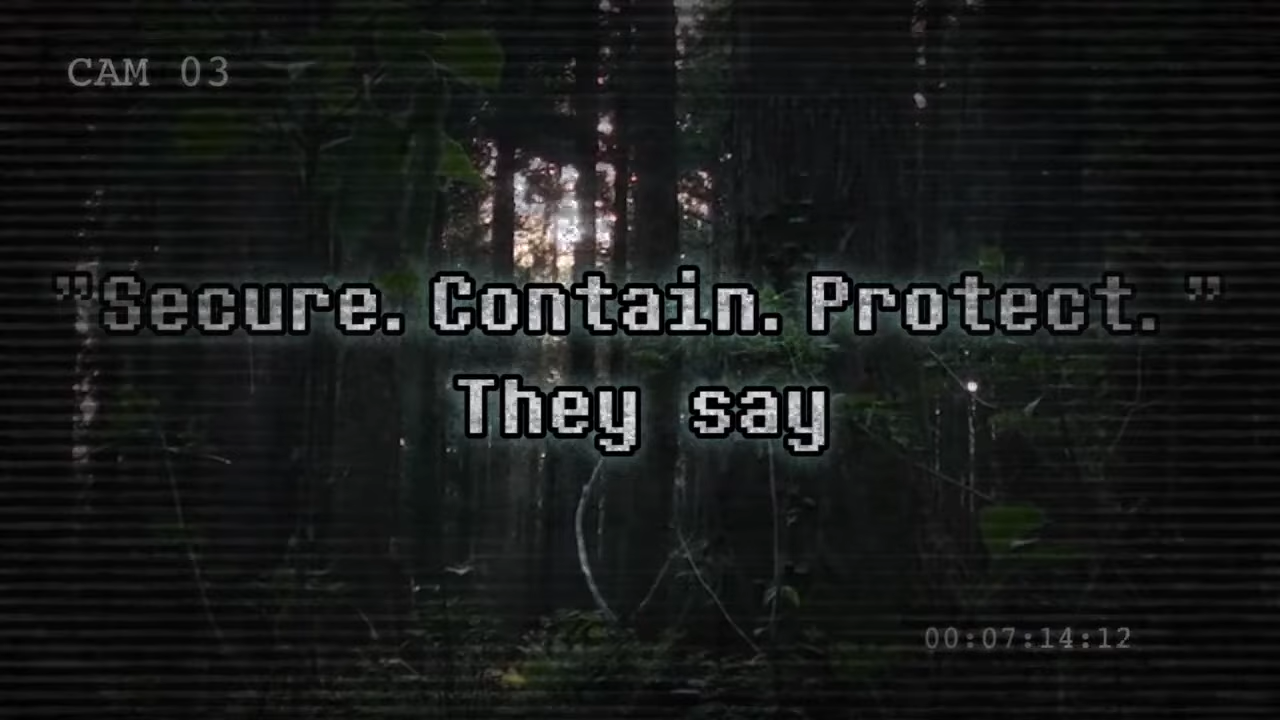 CAM 03
”Secure. Contain. Protect. ”
They say
00:07:14:12